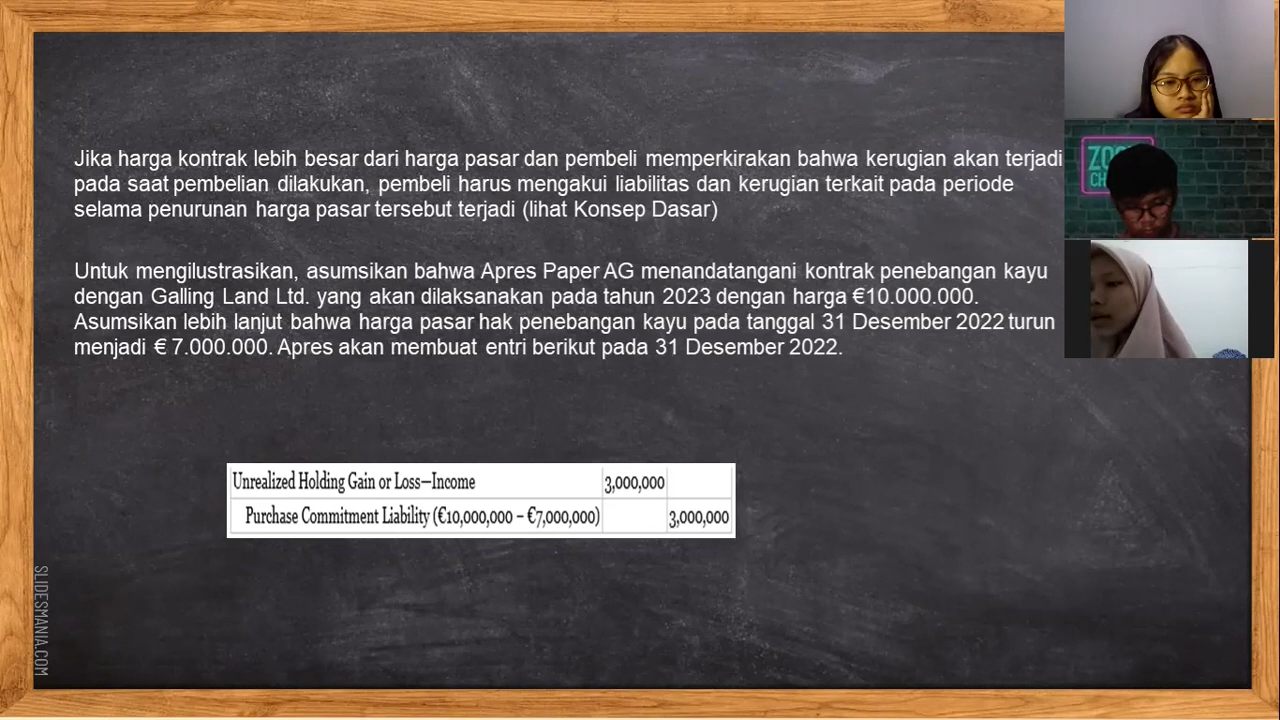 Jika harga kontrak lebih besar dari harga pasar dan pembeli memperkirakan bahwa kerugian akan terjadi
pada saat pembelian dilakukan, pembeli harus mengakui liabilitas dan kerugian terkait pada periode
selama penurunan harga pasar tersebut terjadi (lihat Konsep Dasar)
Untuk mengilustrasikan, asumsikan bahwa Apres Paper AG menandatangani kontrak penebangan kayu
dengan Galling Land Ltd. yang akan dilaksanakan pada tahun 2023 dengan harga €10.000.000.
Asumsikan lebih lanjut bahwa harga pasar hak penebangan kayu pada tanggal 31 Desember 2022 turun
menjadi € 7.000.000. Apres akan membuat entri berikut pada 31 Desember 2022.
Unrealized Holding Gain or Loss—Income 3,000,000
Purchase Commitment Liability (€10,000,000 – €7,000,000) 3,000,000
SLIDESMANIA.COM